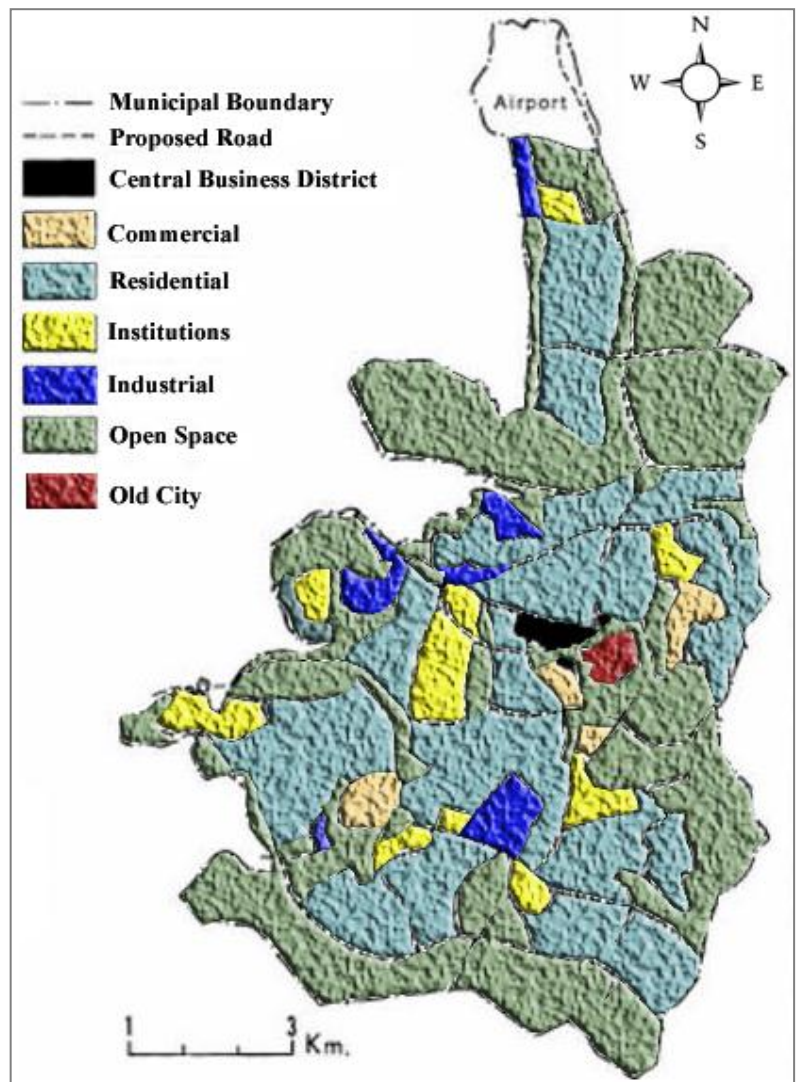 N
W E
S
Airport
Municipal Boundary
Proposed Road
Central Business District
Commercial
Residential
Institutions
Industrial
Open Space
Old City
1 3
Km.